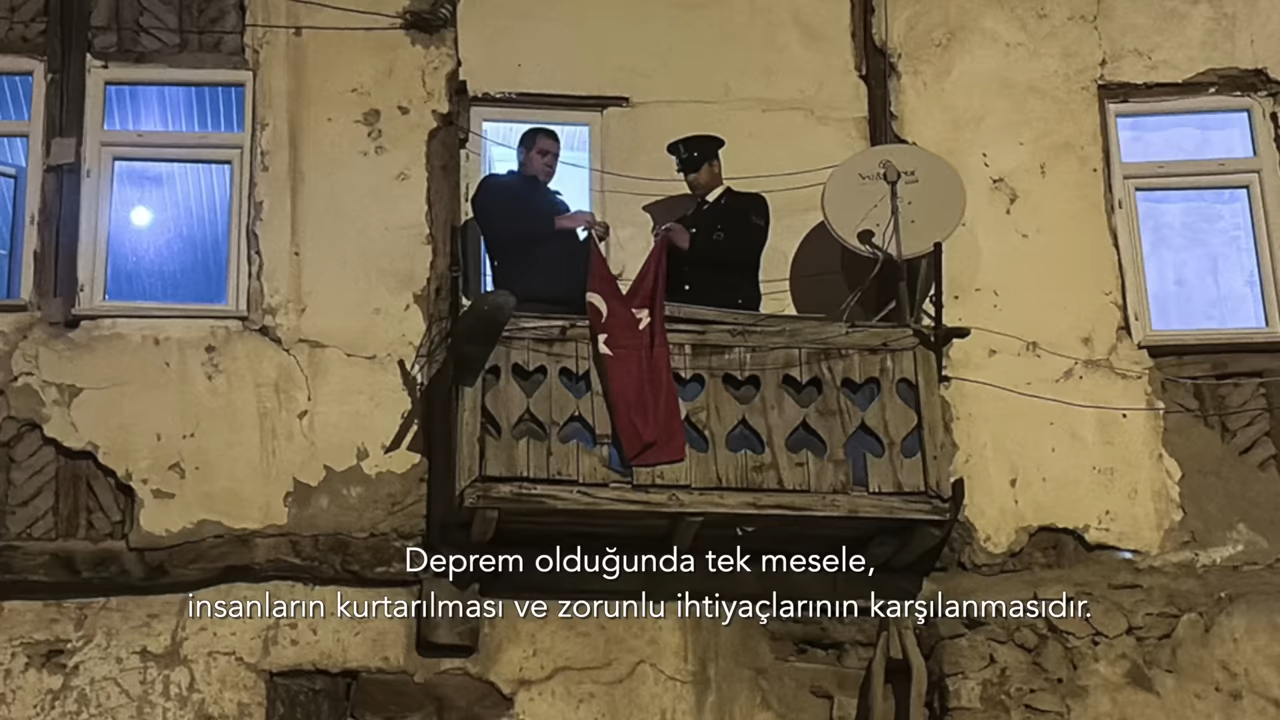 Deprem olduğunda tek mesele,
insanların kurtarılması ve zorunlu ihtiyaçlarının karşılanmasıdır.